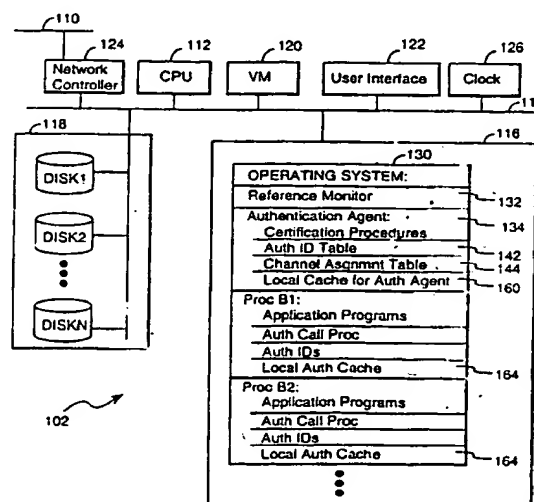 110
124
112
120
122
126
Network
Controller
CPU
VM
User Interface
Clock
118
116
DISK1
DISK2
DISKN
102
130
OPERATING SYSTEM:
Reference Monitor
132
Authentication Agent:
134
Certification Procedures
Auth ID Table
142
Channel Asgnmnt Table
144
Local Cache for Auth Agent
160
Proc B1:
Application Programs
Auth Call Proc
Auth IDs
Local Auth Cache
164
Proc B2:
Application Programs
Auth Call Proc
Auth IDs
Local Auth Cache
164